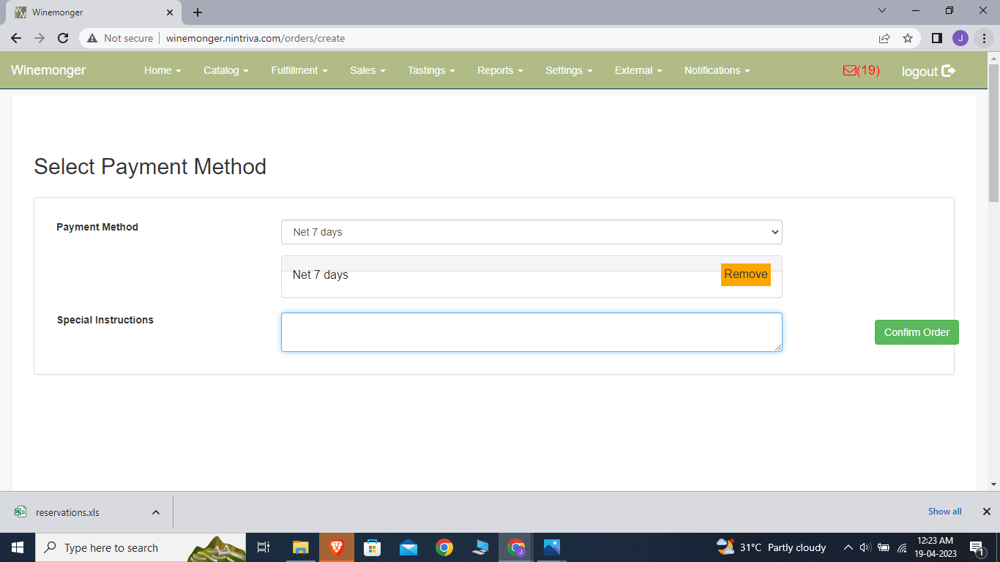 Winemonger
Not secure winemonger.nintriva.com/orders/create J
Winemonger Home Catalog Fulfillment Sales Tastings Reports Settings External Notifications (19) logout
Select Payment Method
Payment Method Net 7 days
Net 7 days Remove
Special Instructions
Confirm Order
reservations.xls Show all
Type here to search 31°C Partly cloudy 12:23 AM
19-04-2023 1